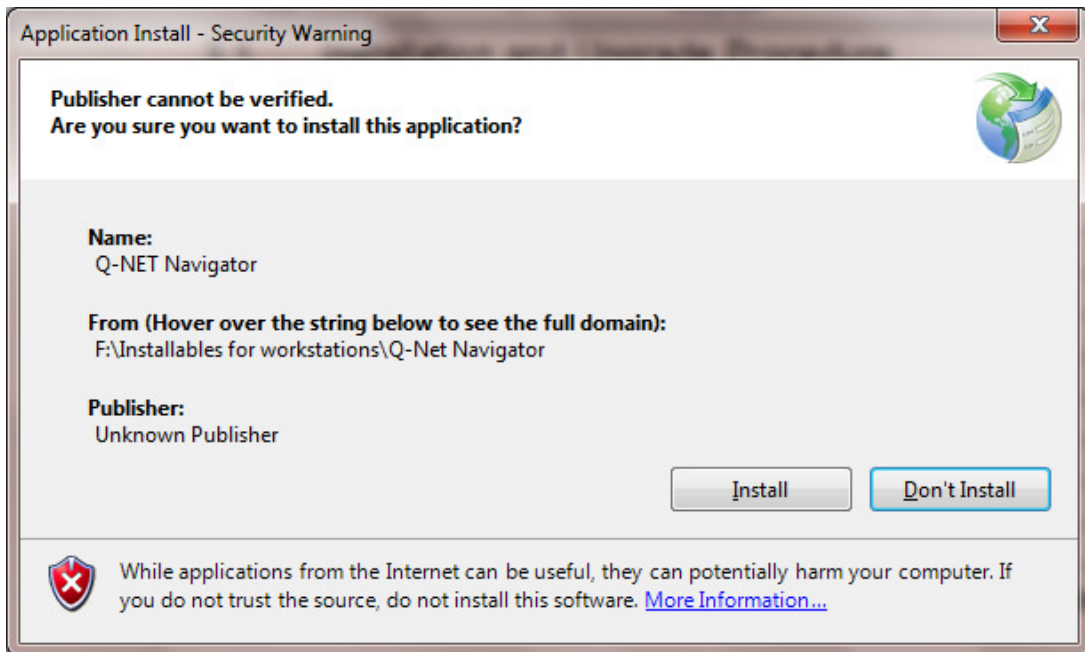 Application Install - Security Warning
Publisher cannot be verified.
Are you sure you want to install this application?
Name:
Q-NET Navigator
From (Hover over the string below to see the full domain):
F:\Installables for workstations\Q-Net Navigator
Publisher:
Unknown Publisher
Install
Don't Install
While applications from the Internet can be useful, they can potentially harm your computer. If
you do not trust the source, do not install this software. More Information...